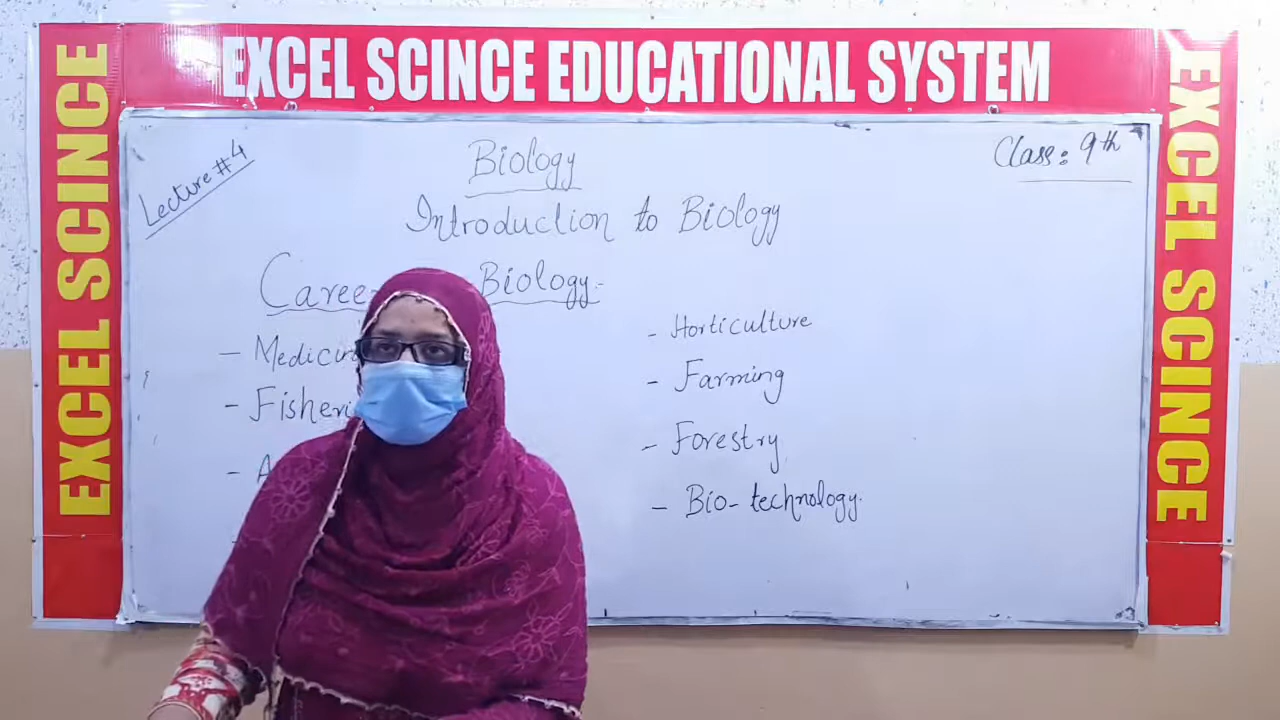 EXCEL SCINCE EDUCATIONAL SYSTEM
EXCEL SCINCE
EXCEL SCINCE
Lecture # 4
Biology
Class: 9th
Introduction to Biology
Biology
- Horticulture
- Farming
- Forestry
- Bio-technology.